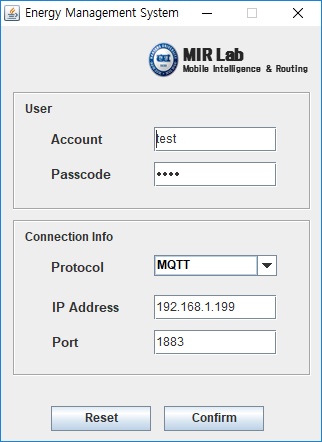 Energy Management System
MIR Lab
Mobile Intelligence & Routing
User
Account test
Passcode ••••
Connection Info
Protocol MQTT
IP Address 192.168.1.199
Port 1883
Reset Confirm